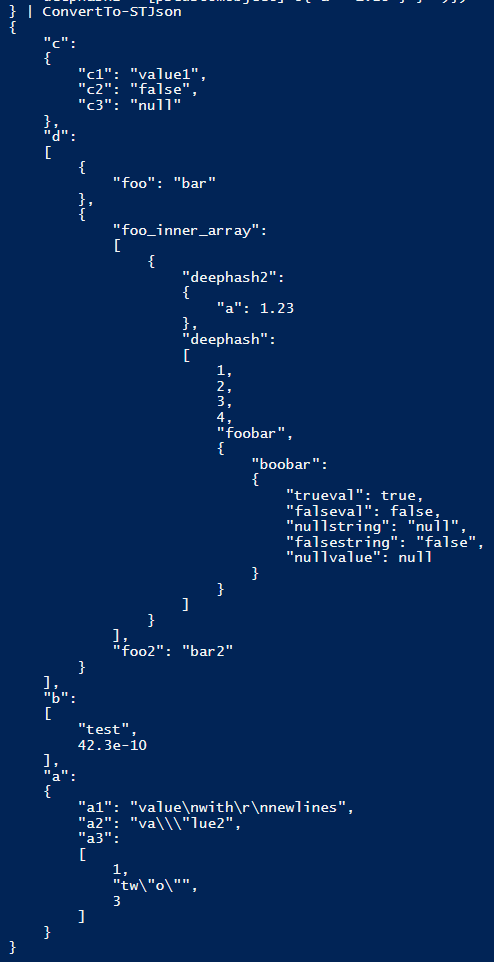 } | ConvertTo-STJson
{
    "c":
    {
        "c1": "value1",
        "c2": "false",
        "c3": "null"
    },
    "d":
    [
        {
            "foo": "bar"
        },
        {
            "foo_inner_array":
            [
                {
                    "deephash2":
                    {
                        "a": 1.23
                    },
                    "deephash":
                    [
                        1,
                        2,
                        3,
                        4,
                        "foobar",
                        {
                            "boobar":
                            {
                                "trueval": true,
                                "falseval": false,
                                "nullstring": "null",
                                "falsestring": "false",
                                "nullvalue": null
                            }
                        }
                    ]
                }
            ],
            "foo2": "bar2"
        }
    ],
    "b":
    [
        "test",
        42.3e-10
    ],
    "a":
    {
        "a1": "value\nwith\r\nnewlines",
        "a2": "va\\\"lue2",
        "a3":
        [
            1,
            "tw\"o\"",
            3
        ]
    }
}